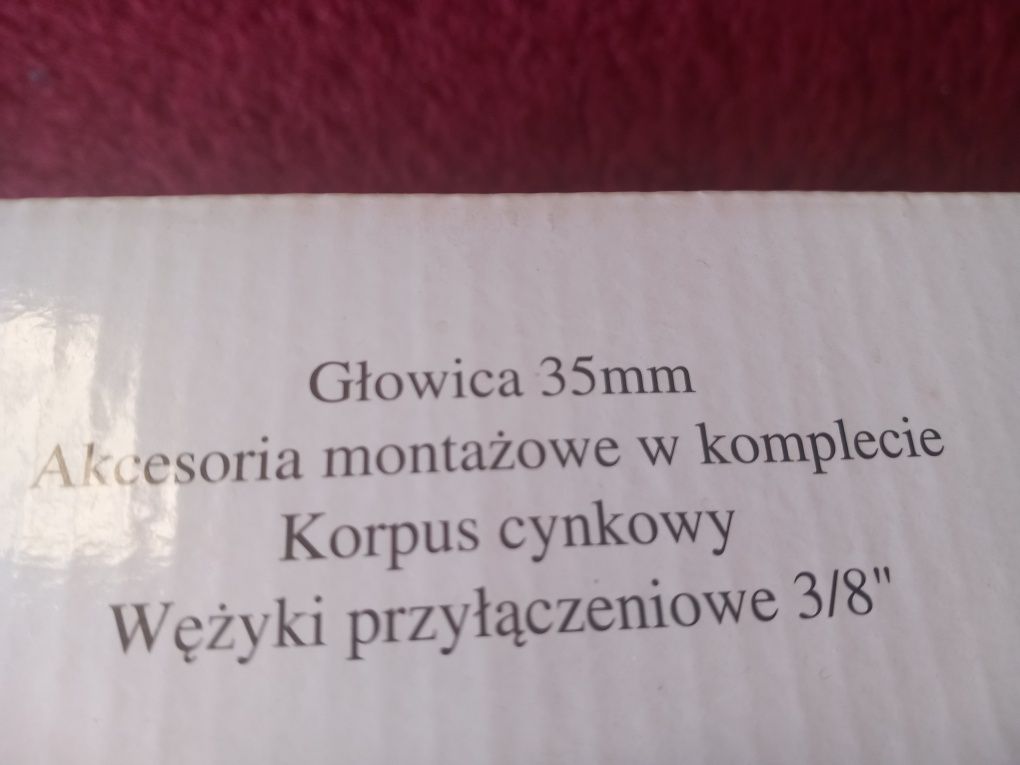 Głowica 35mm
Akcesoria montażowe w komplecie
Korpus cynkowy
Wężyki przyłączeniowe 3/8"